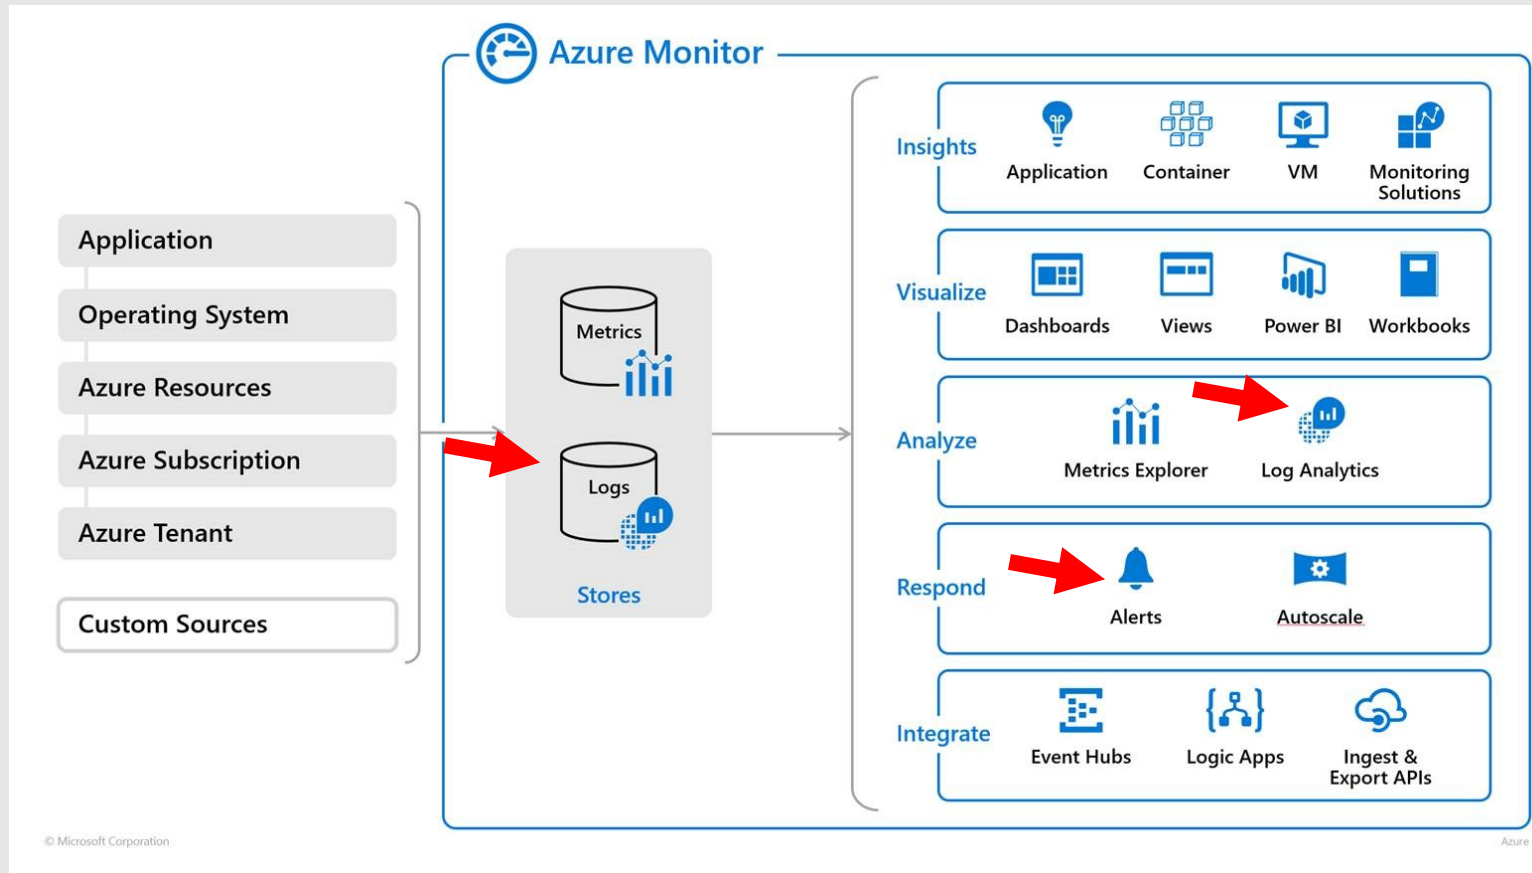 Azure Monitor
Application
Operating System
Azure Resources
Azure Subscription
Azure Tenant
Custom Sources
Metrics
Logs
Stores
Insights
Application
Container
VM
Monitoring
Solutions
Visualize
Dashboards
Views
Power BI
Workbooks
Analyze
Metrics Explorer
Log Analytics
Respond
Alerts
Autoscale
Integrate
Event Hubs
Logic Apps
Ingest &
Export APIs
© Microsoft Corporation
Azure